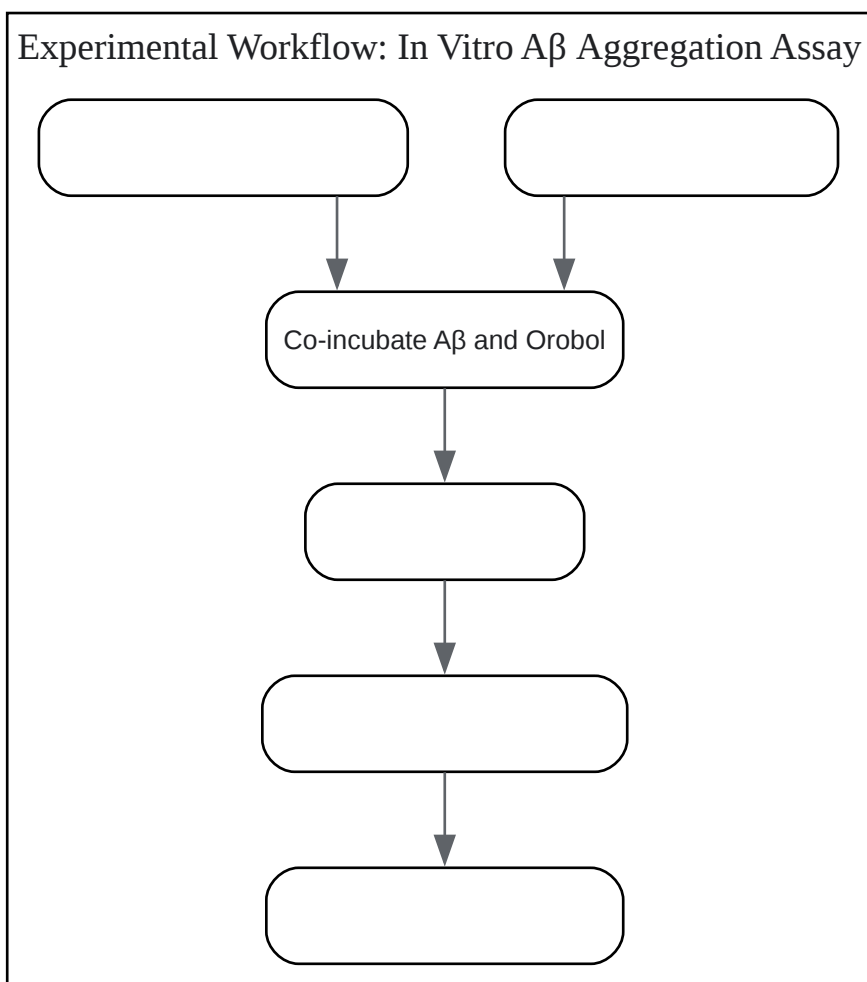 Experimental Workflow: In Vitro Aβ Aggregation Assay
Co-incubate Aβ and Orobol